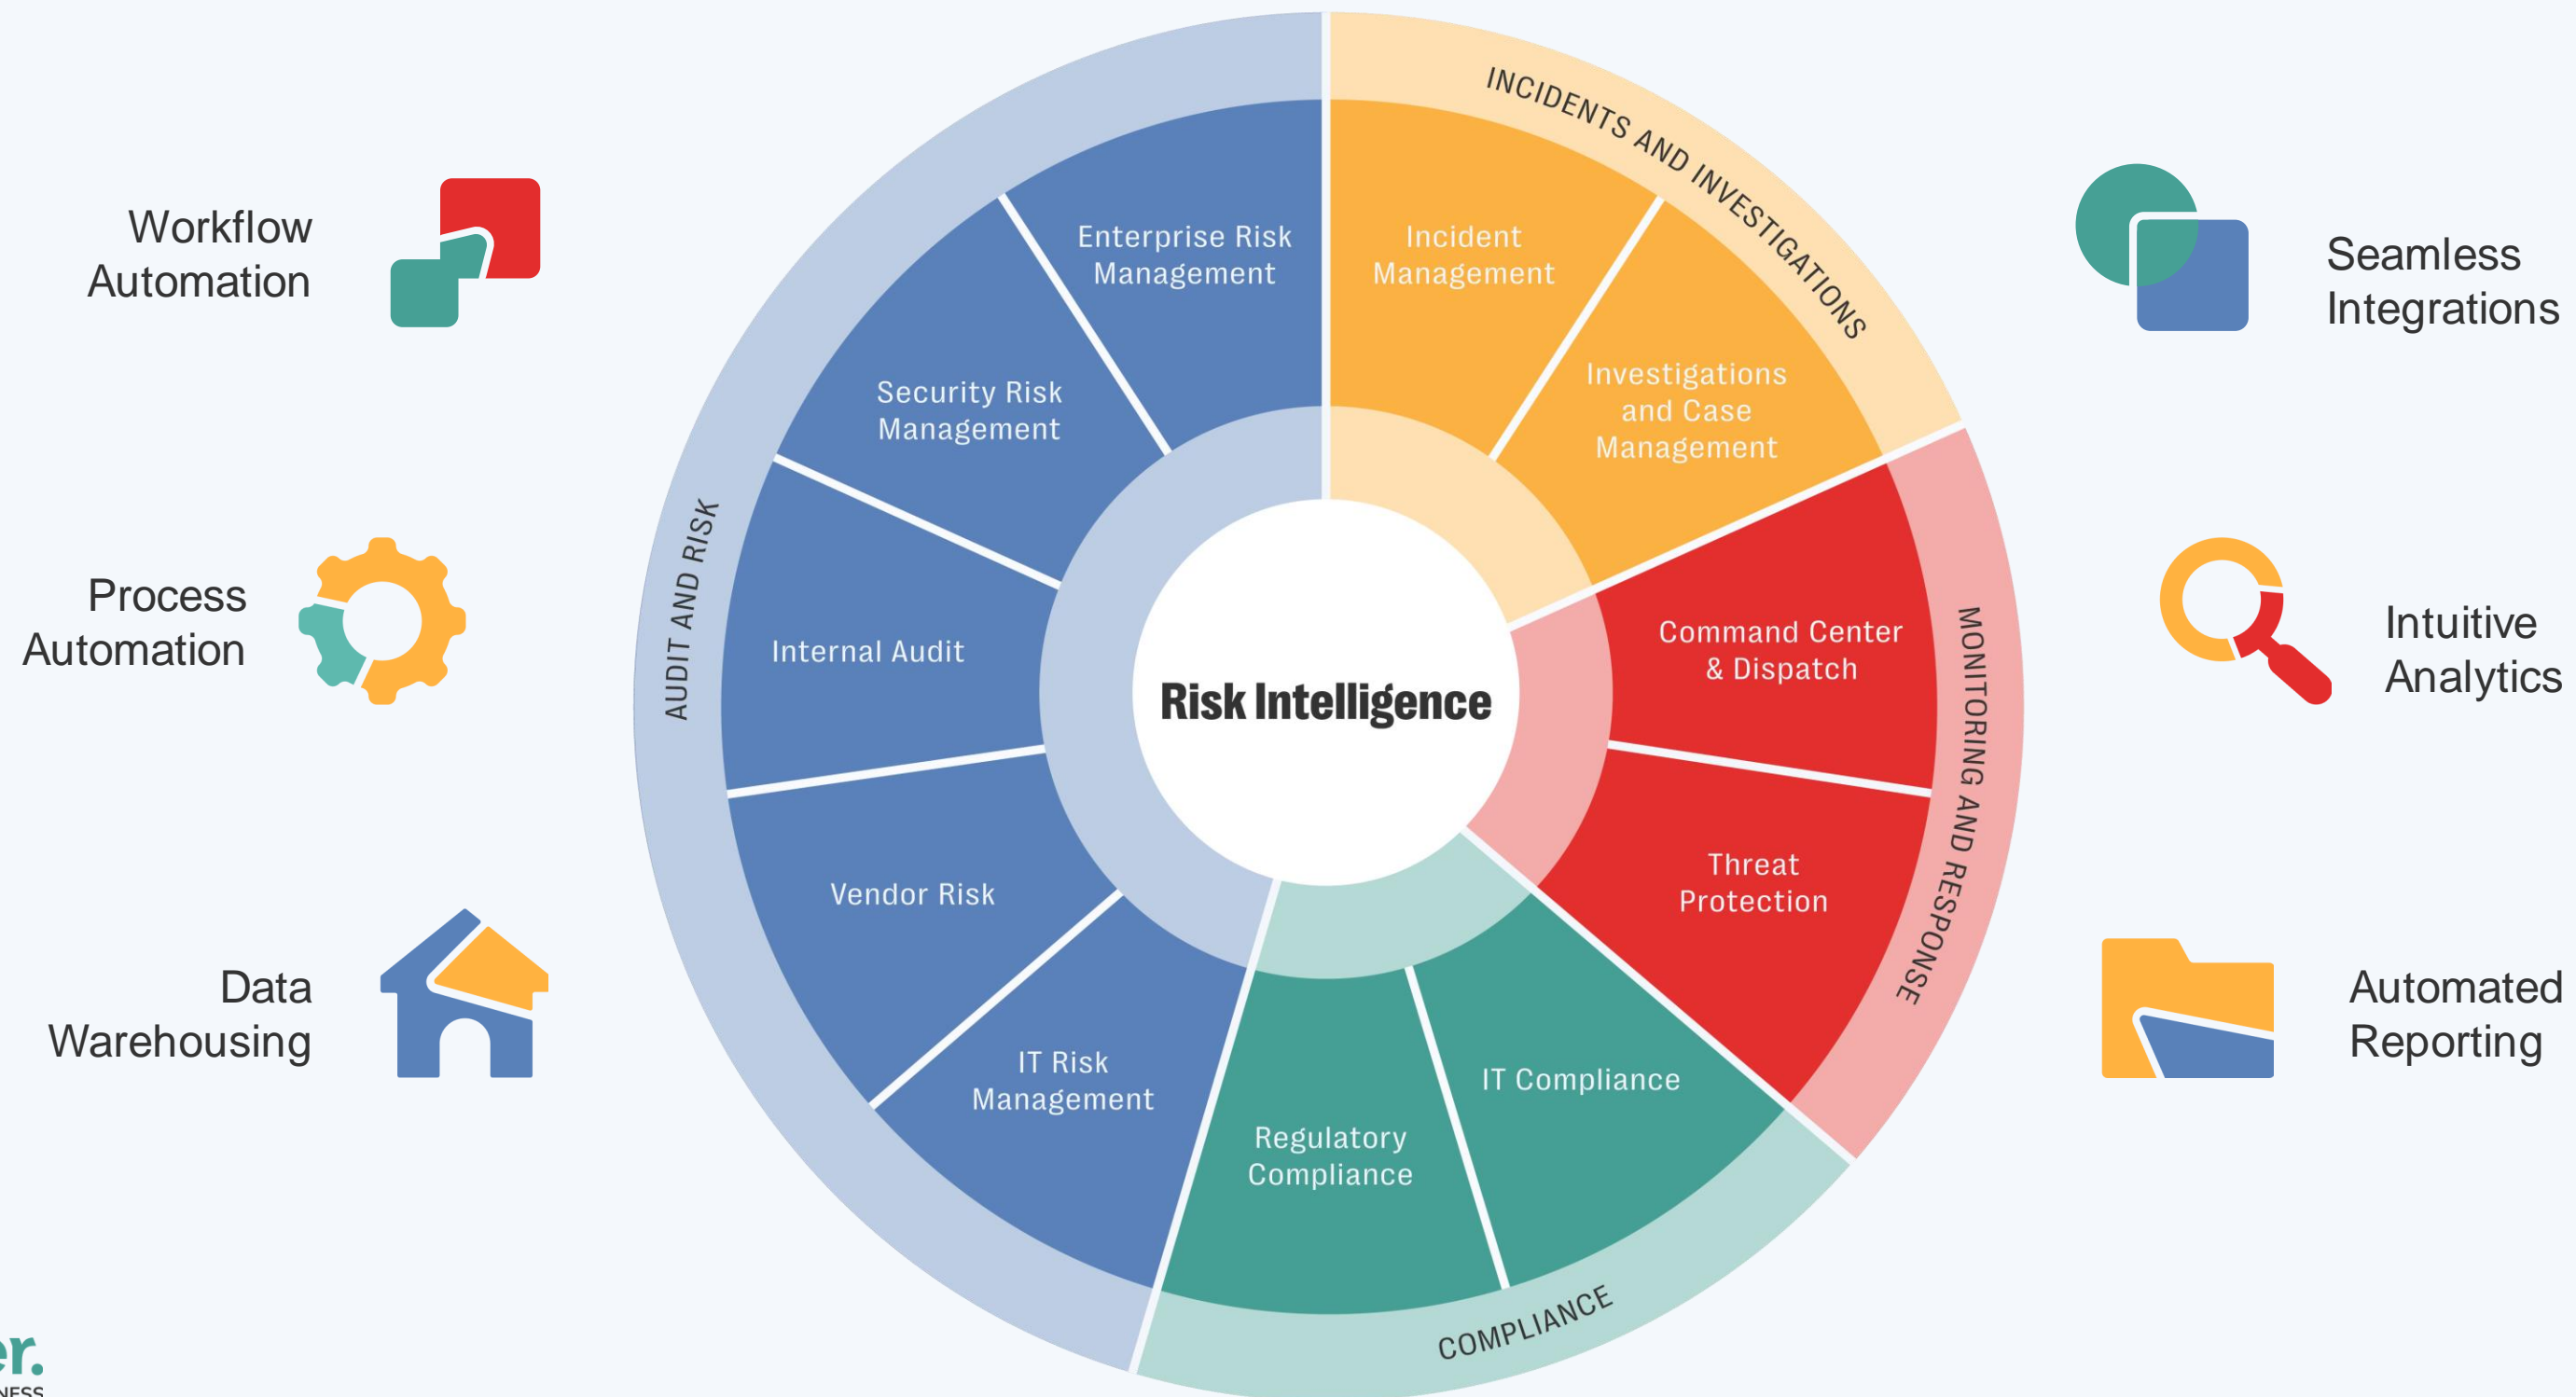 Workflow
Automation
Process
Automation
Data
Warehousing
INCIDENTS AND INVESTIGATIONS
Incident
Management
Investigations
and Case
Management
MONITORING AND RESPONSE
Command Center
& Dispatch
Threat
Protection
COMPLIANCE
IT Compliance
Regulatory
Compliance
AUDIT AND RISK
IT Risk
Management
Vendor Risk
Internal Audit
Security Risk
Management
Enterprise Risk
Management
Risk Intelligence
Seamless
Integrations
Intuitive
Analytics
Automated
Reporting